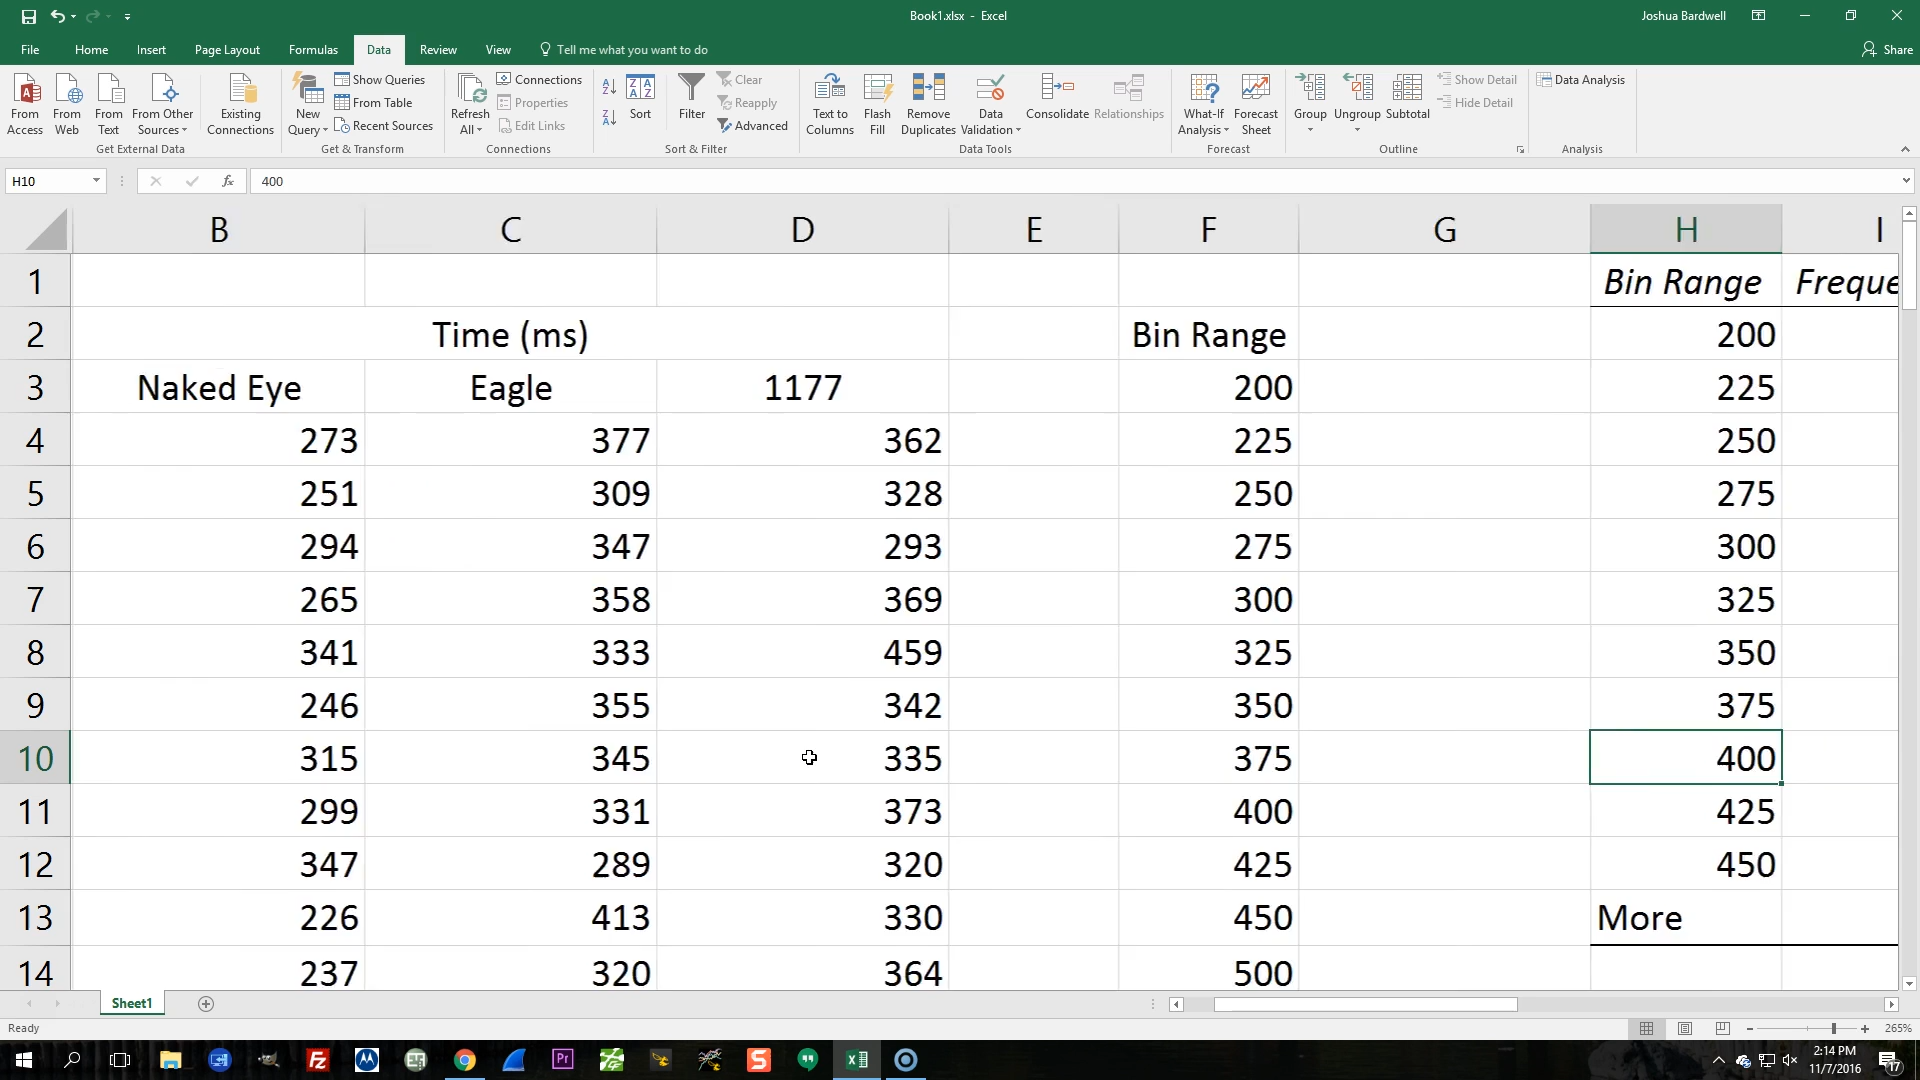 Book1.xlsx - Excel
Joshua Bardwell
File Home Insert Page Layout Formulas Data Review View Tell me what you want to do Share
From Access
From Web
From Text
From Other Sources
Existing Connections
Get External Data
New Query
Show Queries
From Table
Recent Sources
Get & Transform
Refresh All
Connections
Properties
Edit Links
Connections
Sort
Filter
Clear
Reapply
Advanced
Sort & Filter
Text to Columns
Flash Fill
Remove Duplicates
Data Validation
Consolidate
Relationships
Data Tools
What-If Analysis
Forecast Sheet
Forecast
Group
Ungroup
Subtotal
Show Detail
Hide Detail
Outline
Data Analysis
Analysis
H10 fx 400
B C D E F G H I
1 Bin Range Freque
2 Time (ms) Bin Range 200
3 Naked Eye Eagle 1177 200 225
4 273 377 362 225 250
5 251 309 328 250 275
6 294 347 293 275 300
7 265 358 369 300 325
8 341 333 459 325 350
9 246 355 342 350 375
10 315 345 335 375 400
11 299 331 373 400 425
12 347 289 320 425 450
13 226 413 330 450 More
14 237 320 364 500
Sheet1
Ready 265%
2:14 PM
11/7/2016
17